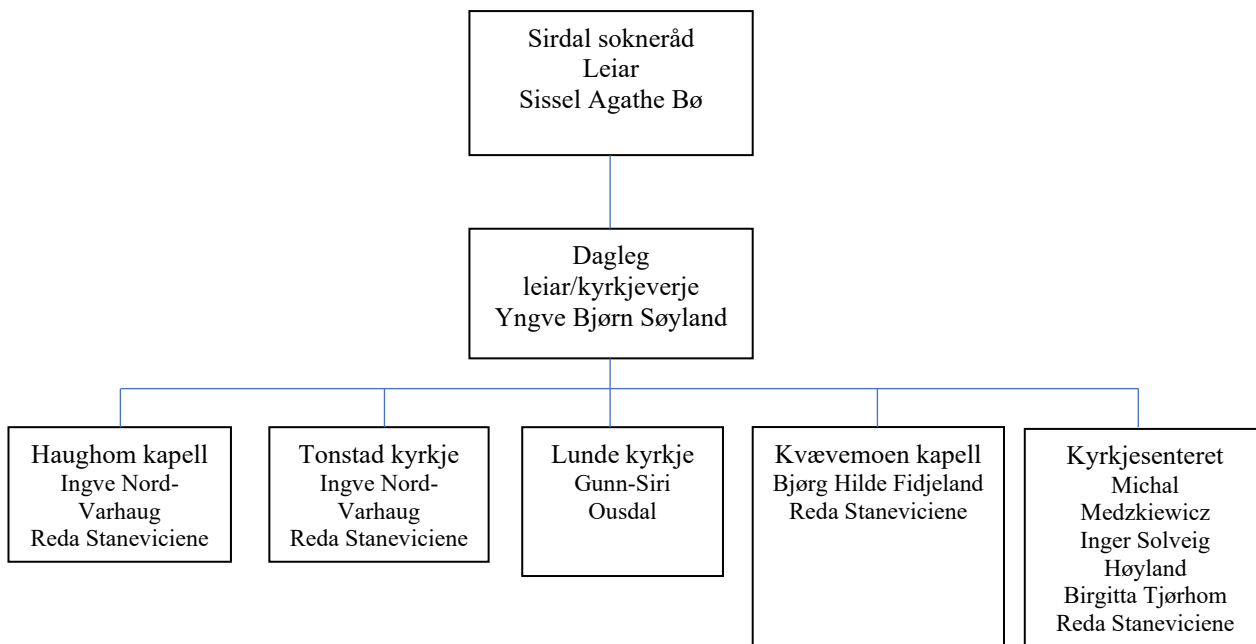 Sirdal sokneråd
Leiar
Sissel Agathe Bø
Dagleg
leiar/kyrkjeverje
Yngve Bjørn Søyland
Haughom kapell
Ingve Nord-
Varhaug
Reda Staneviciene
Tonstad kyrkje
Ingve Nord-
Varhaug
Reda Staneviciene
Lunde kyrkje
Gunn-Siri
Ousdal
Kvævemoen kapell
Bjørg Hilde Fidjeland
Reda Staneviciene
Kyrkjesenteret
Michal
Medzkiewicz
Inger Solveig
Høyland
Birgitta Tjørhom
Reda Staneviciene